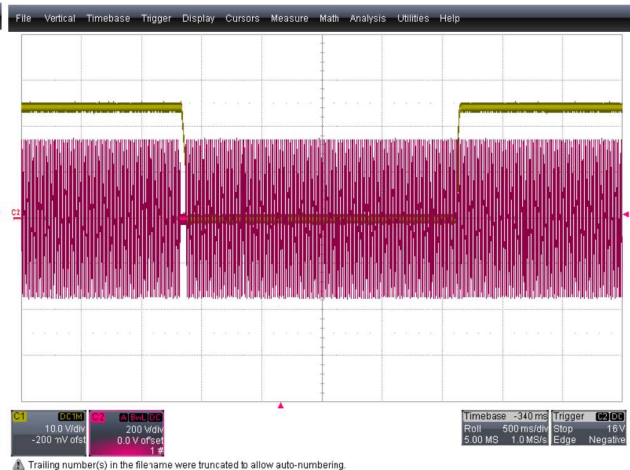 File Vertical Timebase Trigger Display Cursors Measure Math Analysis Utilities Help
C2
C1 DC1M
10.0 V/div
-200 mV ofst
C2 A BwL DC
200 V/div
0.0 V ofset
1 #
Timebase -340 ms
Roll 500 ms/div
5.00 MS 1.0 MS/s
Trigger C2 DC
Stop 16 V
Edge Negative
Trailing number(s) in the filename were truncated to allow auto-numbering.